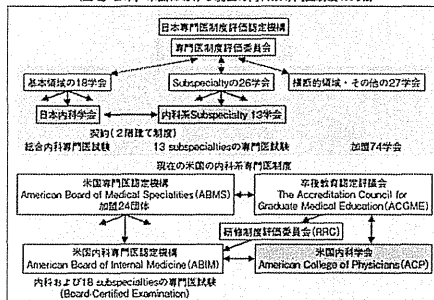 日本専門医制度評価認定機構
専門医制度評価委員会
基本領域の18学会
Subspecialtyの26学会
横断的領域・その他の27学会
日本内科学会
内科系Subspecialty 13学会
契約(2階建て制度)
総合内科専門医試験
13 subspecialtiesの専門医試験
加盟74学会
現在の米国の内科系専門医制度
米国専門医認定機構
American Board of Medical Specialties (ABMS)
加盟24団体
卒後教育認定評議会
The Accreditation Council for
Graduate Medical Education(ACGME)
研修制度評価委員会(RRC)
米国内科専門医認定機構
American Board of Internal Medicine (ABIM)
米国内科学会
American College of Physicians (ACP)
内科および18 subspecialtiesの専門医試験
(Board-Certified Examination)